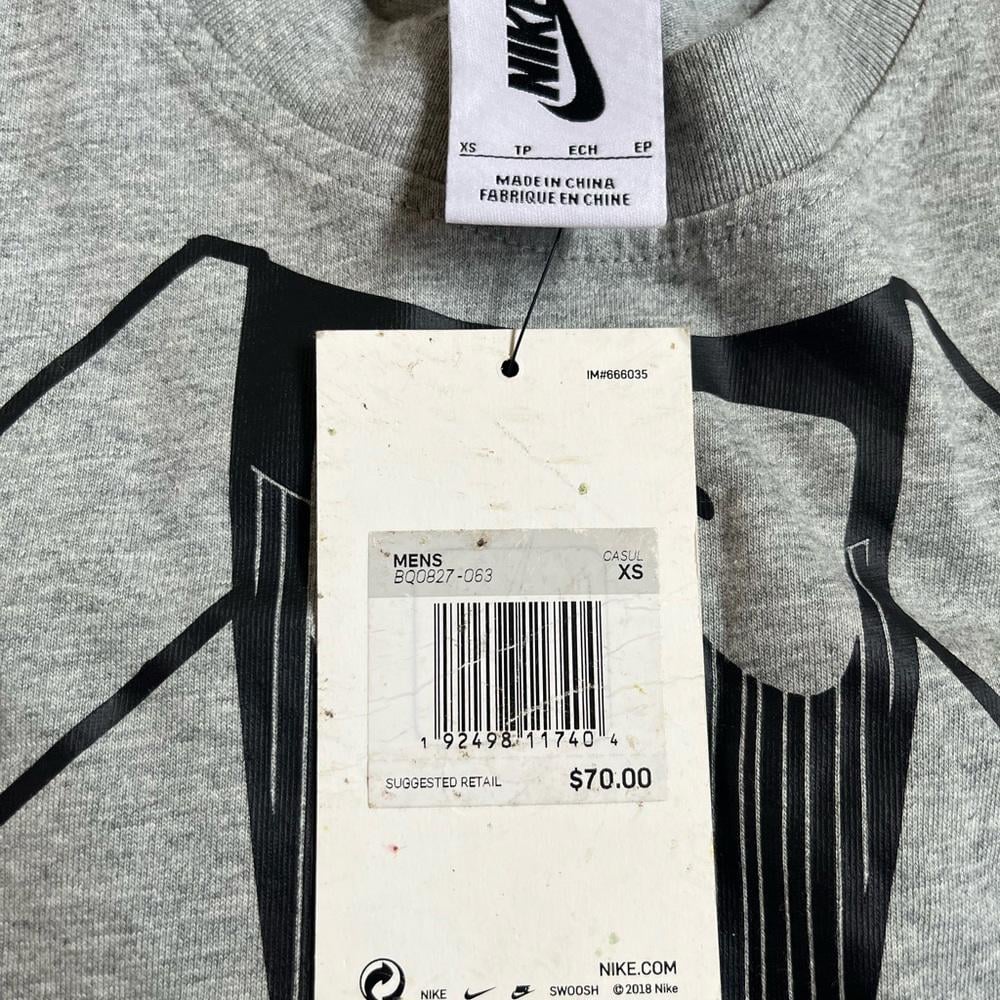 NIKE
XS TP ECH EP
MADE IN CHINA
FABRIQUE EN CHINE
IM#666035
MENS
BQ0827-063
CASUL
XS
1 92498 11740 4
SUGGESTED RETAIL $70.00
NIKE.COM
NIKE SWOOSH ©2018 Nike